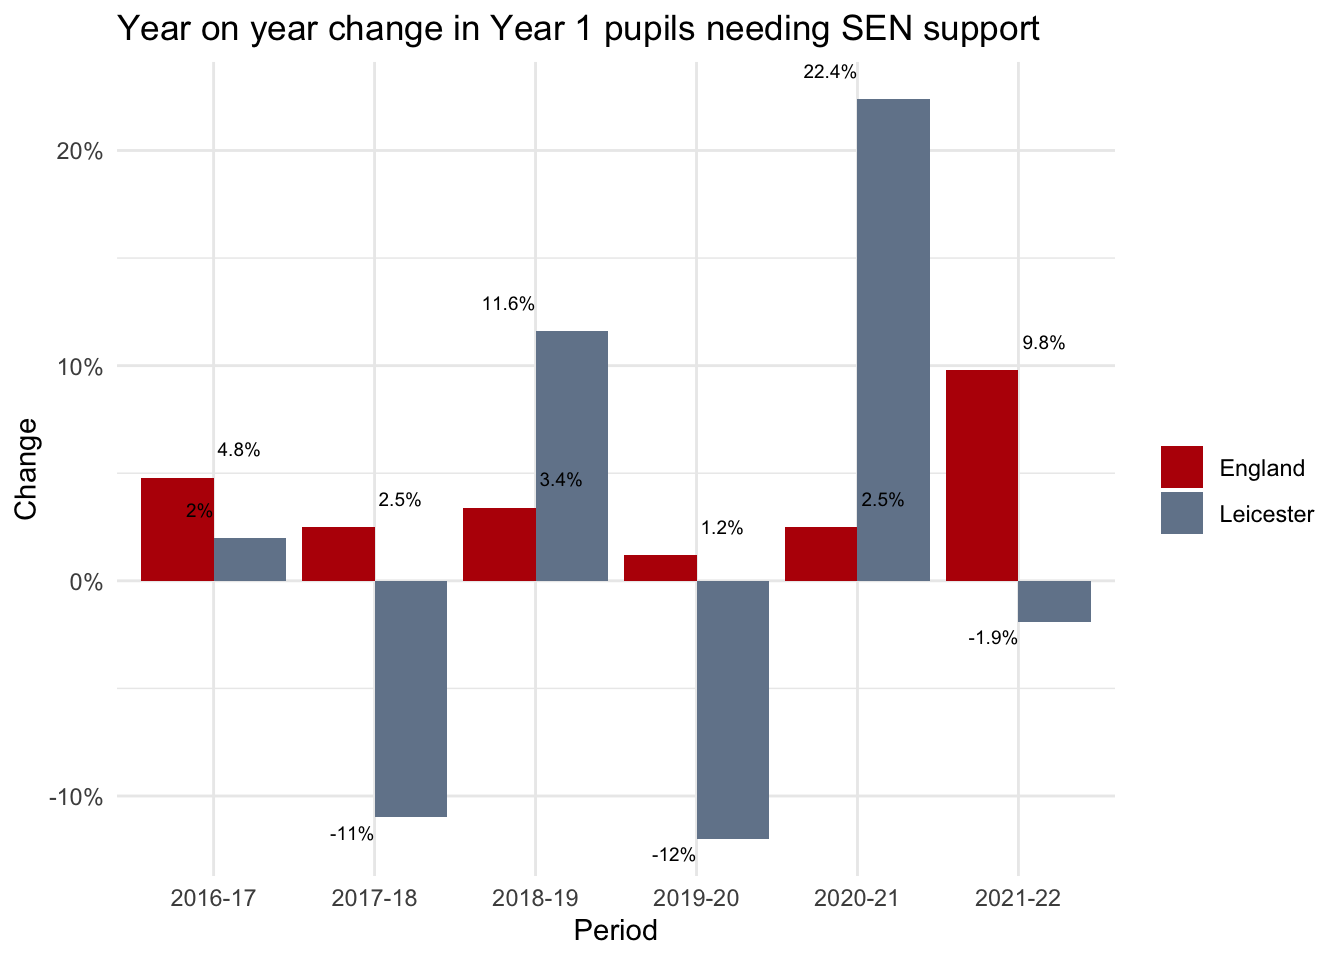 Year on year change in Year 1 pupils needing SEN support
22.4%
20%
11.6%
9.8%
10%
4.8%
3.4%
2%
2.5%
2.5%
1.2%
0%
-1.9%
-10%
-11%
-12%
Change
England
Leicester
2016-17 2017-18 2018-19 2019-20 2020-21 2021-22
Period